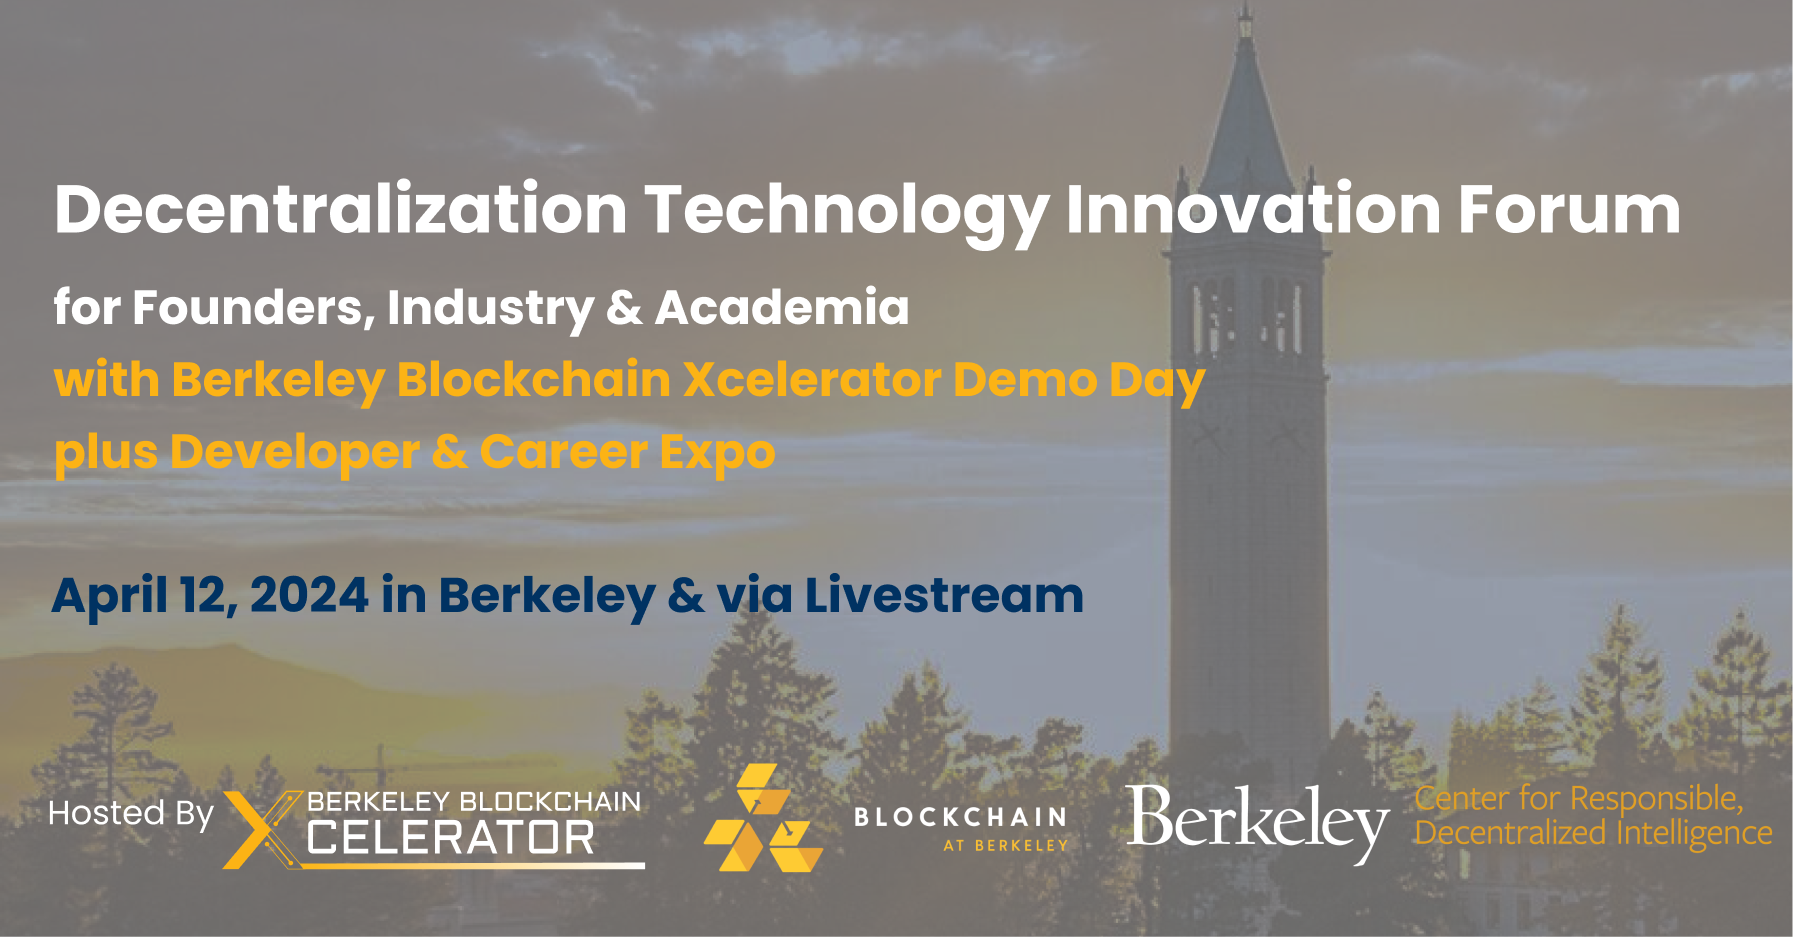 Decentralization Technology Innovation Forum
for Founders, Industry & Academia
with Berkeley Blockchain Xcelerator Demo Day
plus Developer & Career Expo
April 12, 2024 in Berkeley & via Livestream
Hosted By
BERKELEY BLOCKCHAIN
XCELERATOR
BLOCKCHAIN
AT BERKELEY
Berkeley
Center for Responsible,
Decentralized Intelligence